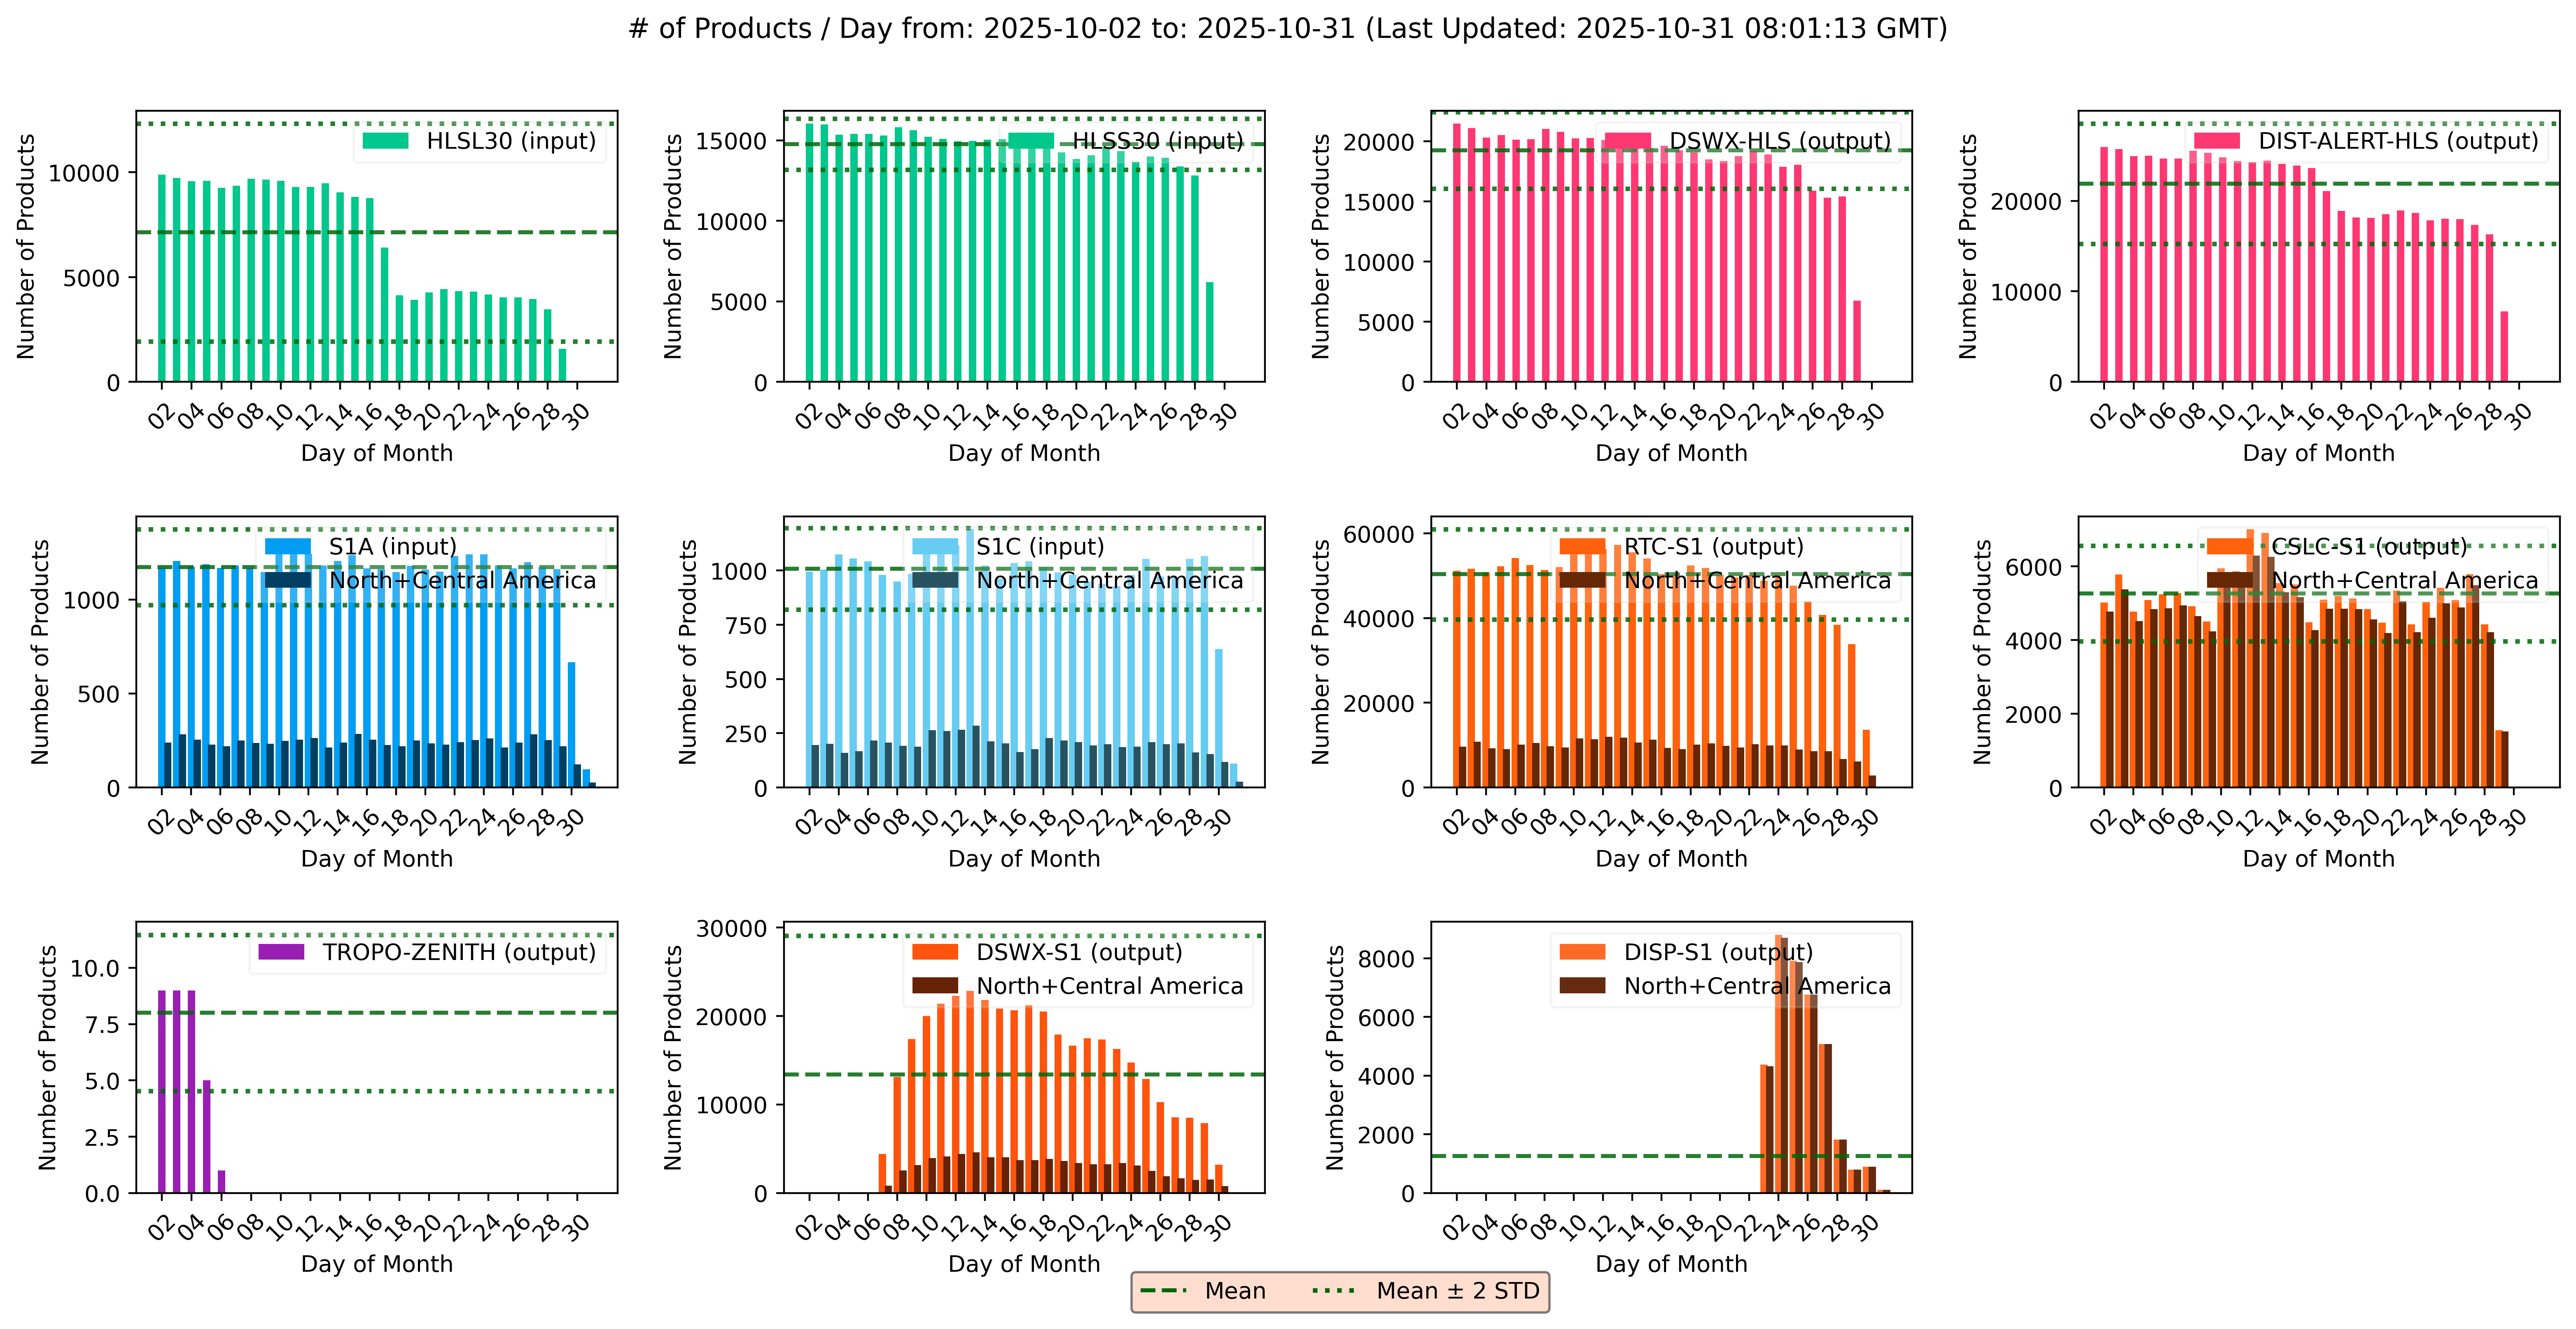 # of Products / Day from: 2025-10-02 to: 2025-10-31 (Last Updated: 2025-10-31 08:01:13 GMT)
Number of Products
10000
5000
0
HLSL30 (input)
02 04 06 08 10 12 14 16 18 20 22 24 26 28 30
Day of Month
Number of Products
15000
10000
5000
0
HLSS30 (input)
02 04 06 08 10 12 14 16 18 20 22 24 26 28 30
Day of Month
Number of Products
20000
15000
10000
5000
0
DSWX-HLS (output)
02 04 06 08 10 12 14 16 18 20 22 24 26 28 30
Day of Month
Number of Products
20000
10000
0
DIST-ALERT-HLS (output)
02 04 06 08 10 12 14 16 18 20 22 24 26 28 30
Day of Month
Number of Products
1000
500
0
S1A (input)
North+Central America
02 04 06 08 10 12 14 16 18 20 22 24 26 28 30
Day of Month
Number of Products
1000
750
500
250
0
S1C (input)
North+Central America
02 04 06 08 10 12 14 16 18 20 22 24 26 28 30
Day of Month
Number of Products
60000
40000
20000
0
RTC-S1 (output)
North+Central America
02 04 06 08 10 12 14 16 18 20 22 24 26 28 30
Day of Month
Number of Products
6000
4000
2000
0
CSLC-S1 (output)
North+Central America
02 04 06 08 10 12 14 16 18 20 22 24 26 28 30
Day of Month
Number of Products
10.0
7.5
5.0
2.5
0.0
TROPO-ZENITH (output)
02 04 06 08 10 12 14 16 18 20 22 24 26 28 30
Day of Month
Number of Products
30000
20000
10000
0
DSWX-S1 (output)
North+Central America
02 04 06 08 10 12 14 16 18 20 22 24 26 28 30
Day of Month
Number of Products
8000
6000
4000
2000
0
DISP-S1 (output)
North+Central America
02 04 06 08 10 12 14 16 18 20 22 24 26 28 30
Day of Month
Mean
Mean ± 2 STD